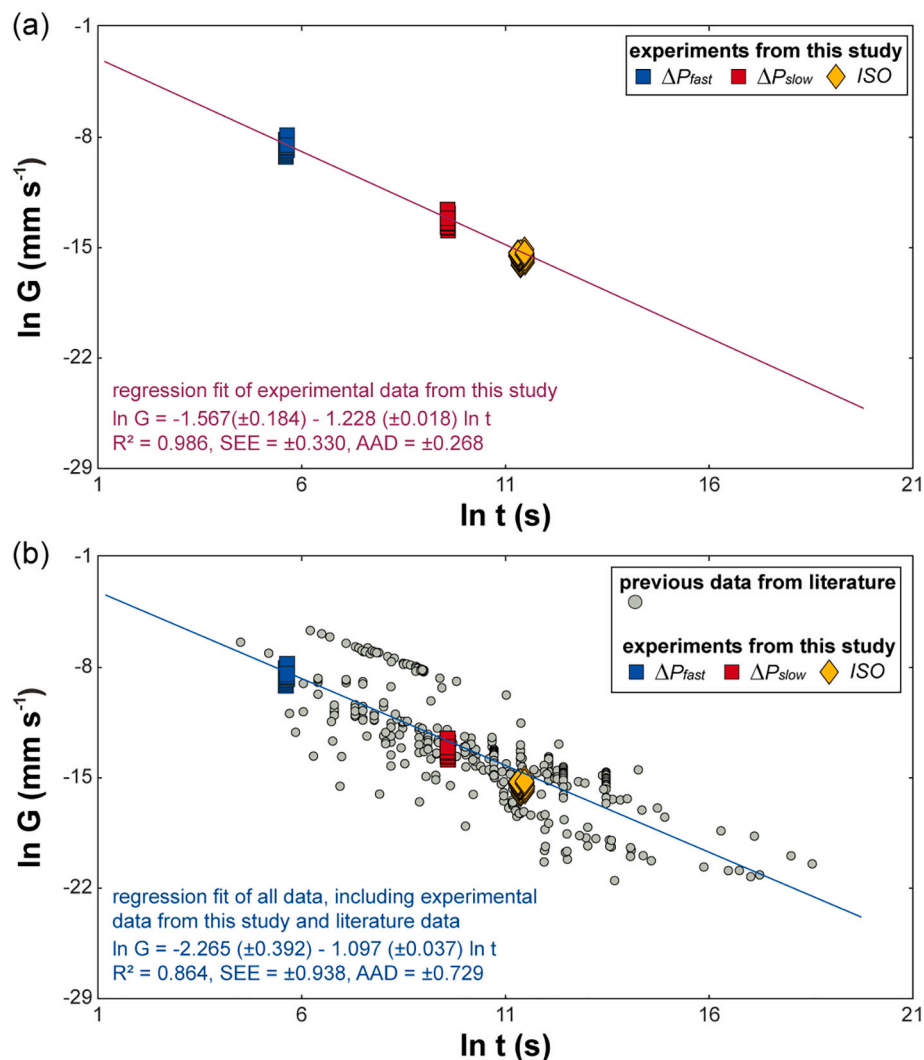 (a)
-1
-8
-15
-22
-29
ln G (mm s⁻¹)
experiments from this study
ΔPfast ΔPslow ISO
regression fit of experimental data from this study
ln G = -1.567(±0.184) - 1.228 (±0.018) ln t
R² = 0.986, SEE = ±0.330, AAD = ±0.268
1 6 11 16 21
ln t (s)
(b)
-1
-8
-15
-22
-29
ln G (mm s⁻¹)
previous data from literature
experiments from this study
ΔPfast ΔPslow ISO
regression fit of all data, including experimental
data from this study and literature data
ln G = -2.265 (±0.392) - 1.097 (±0.037) ln t
R² = 0.864, SEE = ±0.938, AAD = ±0.729
1 6 11 16 21
ln t (s)